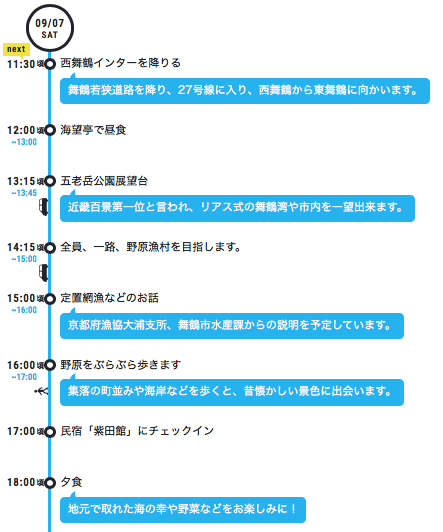 09/07
SAT
next
11:30頃 西舞鶴インターを降りる
舞鶴若狭道路を降り、27号線に入り、西舞鶴から東舞鶴に向かいます。
12:00頃 海望亭で昼食
~13:00
13:15頃 五老岳公園展望台
~13:45
近畿百景第一位と言われ、リアス式の舞鶴湾や市内を一望出来ます。
14:15頃 全員、一路、野原漁村を目指します。
~15:00
15:00頃 定置網漁などのお話
~16:00
京都府漁協大浦支所、舞鶴市水産課からの説明を予定しています。
16:00頃 野原をぶらぶら歩きます
~17:00
集落の町並みや海岸などを歩くと、昔懐かしい景色に出会います。
17:00頃 民宿「紫田館」にチェックイン
18:00頃 夕食
地元で取れた海の幸や野菜などをお楽しみに！